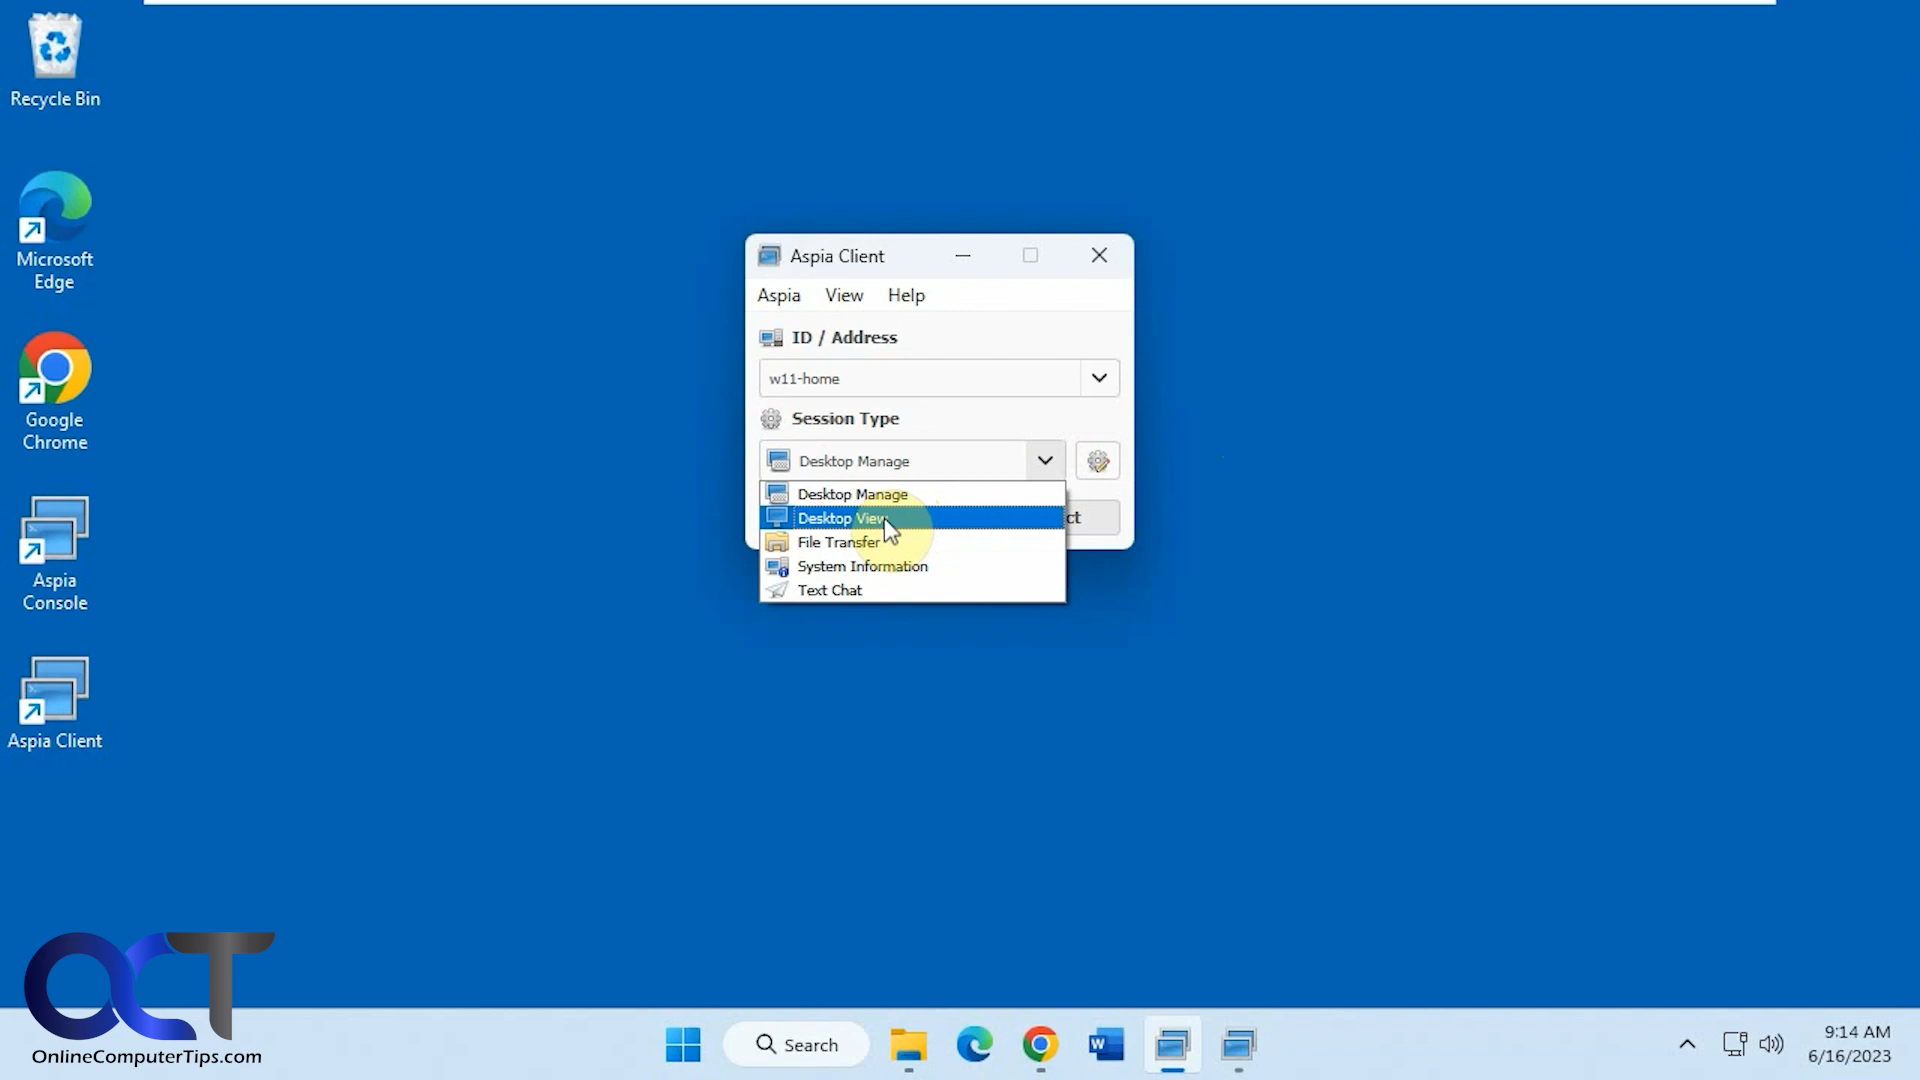 Recycle Bin
Microsoft
Edge
Google
Chrome
Aspia
Console
Aspia Client
Aspia Client
Aspia View Help
ID / Address
w11-home
Session Type
Desktop Manage
Desktop Manage
Desktop View
ct
File Transfer
System Information
Text Chat
OCT
OnlineComputerTips.com
Search
W
9:14 AM
6/16/2023